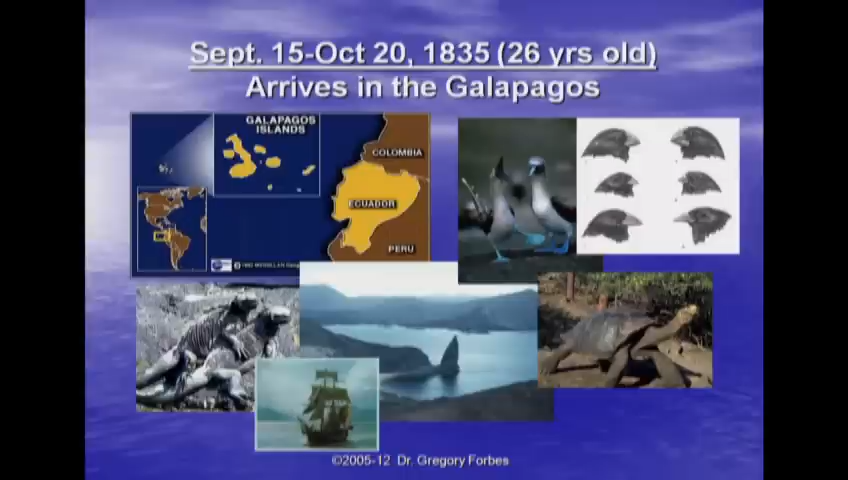 Sept. 15-Oct 20, 1835 (26 yrs old)
Arrives in the Galapagos
GALAPAGOS
ISLANDS
COLOMBIA
ECUADOR
PERU
©2005-12 Dr. Gregory Forbes